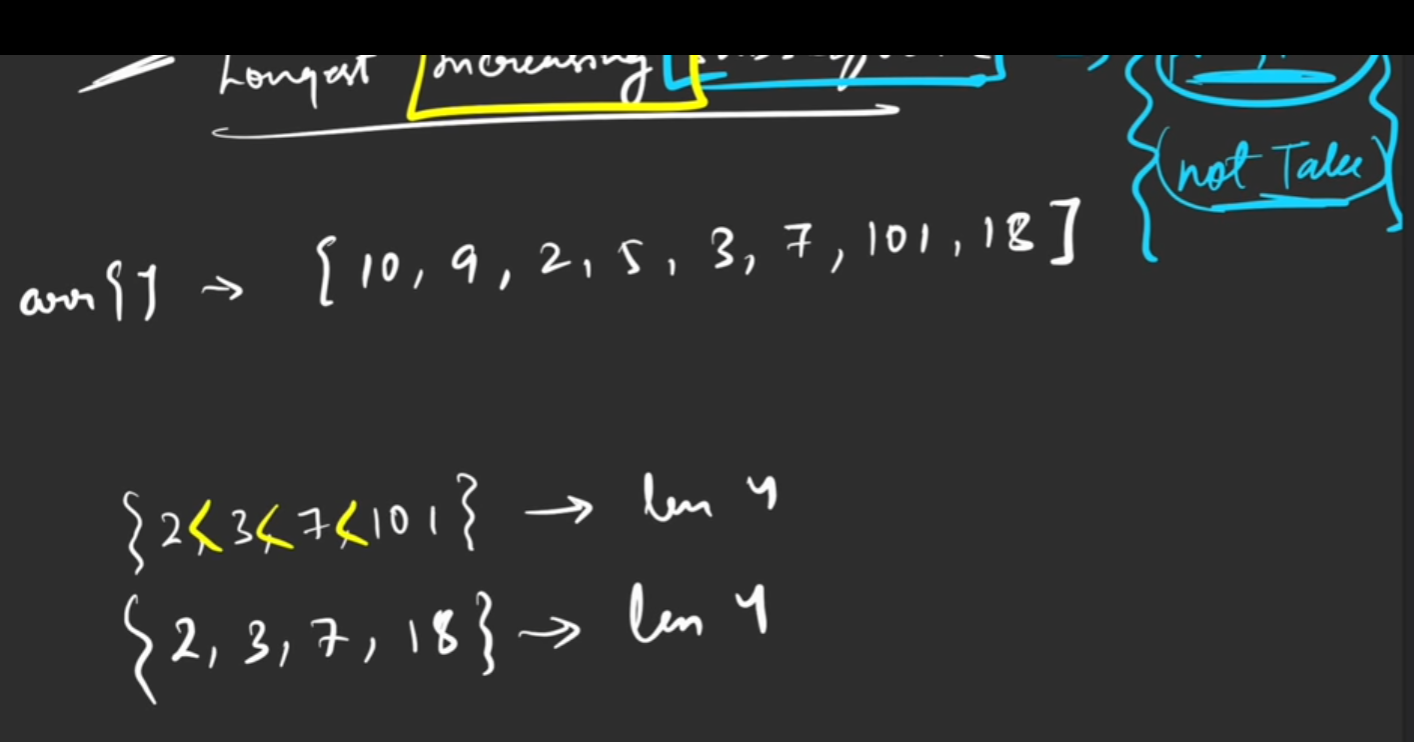 Longest Increasing
(not Take)
arr{] → [10, 9, 2, 5, 3, 7, 101, 18]
{2<3<7<101} → len 4
{2, 3, 7, 18} → len 4